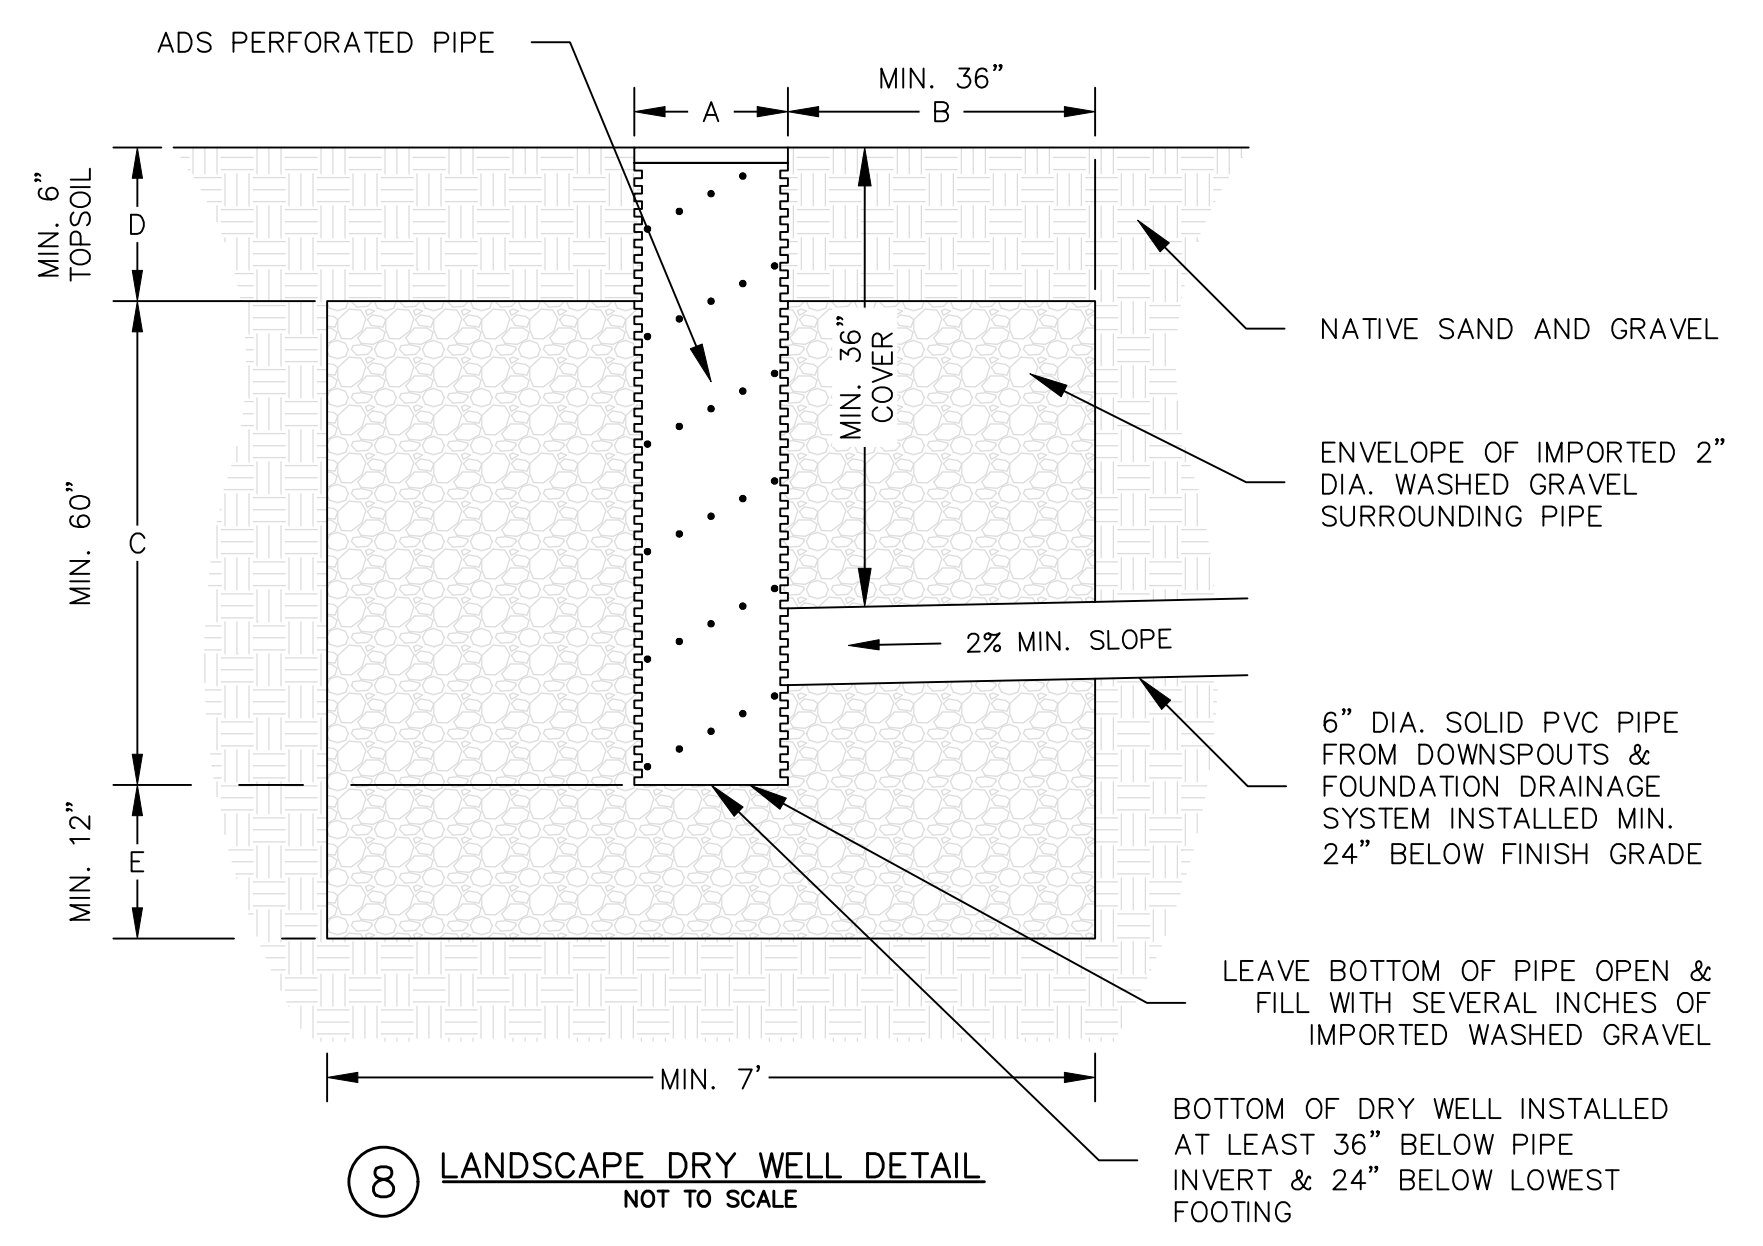 ADS PERFORATED PIPE
MIN. 36”
A
B
MIN. 6”
TOPSOIL
D
MIN. 36”
COVER
NATIVE SAND AND GRAVEL
ENVELOPE OF IMPORTED 2”
DIA. WASHED GRAVEL
SURROUNDING PIPE
MIN. 60”
C
2% MIN. SLOPE
6” DIA. SOLID PVC PIPE
FROM DOWNSPOUTS &
FOUNDATION DRAINAGE
SYSTEM INSTALLED MIN.
24” BELOW FINISH GRADE
MIN. 12”
E
LEAVE BOTTOM OF PIPE OPEN &
FILL WITH SEVERAL INCHES OF
IMPORTED WASHED GRAVEL
MIN. 7'
BOTTOM OF DRY WELL INSTALLED
AT LEAST 36” BELOW PIPE
INVERT & 24” BELOW LOWEST
FOOTING
8
LANDSCAPE DRY WELL DETAIL
NOT TO SCALE